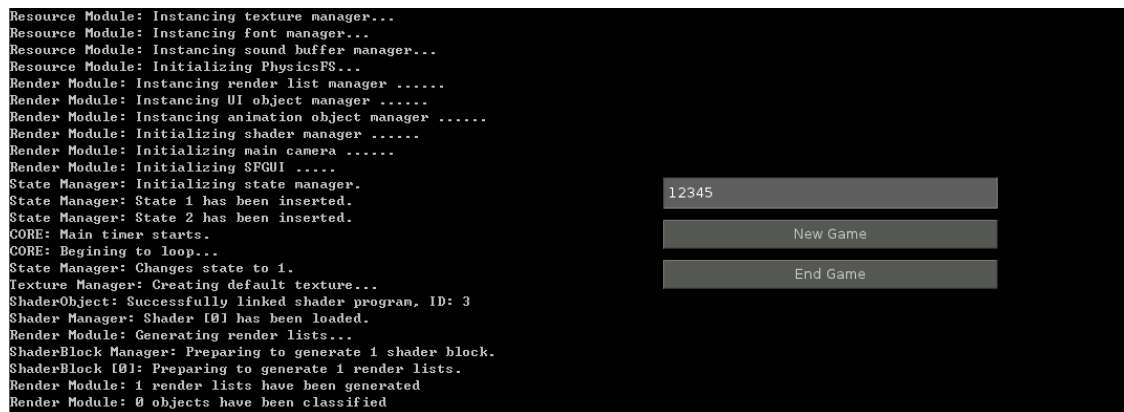 Resource Module: Instancing texture manager...
Resource Module: Instancing font manager...
Resource Module: Instancing sound buffer manager...
Resource Module: Initializing PhysicsFS...
Render Module: Instancing render list manager ......
Render Module: Instancing UI object manager ......
Render Module: Instancing animation object manager ......
Render Module: Initializing shader manager ......
Render Module: Initializing main camera ......
Render Module: Initializing SFGUI .....
State Manager: Initializing state manager.
State Manager: State 1 has been inserted.
State Manager: State 2 has been inserted.
CORE: Main timer starts.
CORE: Begining to loop...
State Manager: Changes state to 1.
Texture Manager: Creating default texture...
ShaderObject: Successfully linked shader program, ID: 3
Shader Manager: Shader [0] has been loaded.
Render Module: Generating render lists...
ShaderBlock Manager: Preparing to generate 1 shader block.
ShaderBlock [0]: Preparing to generate 1 render lists.
Render Module: 1 render lists have been generated
Render Module: 0 objects have been classified
12345
New Game
End Game